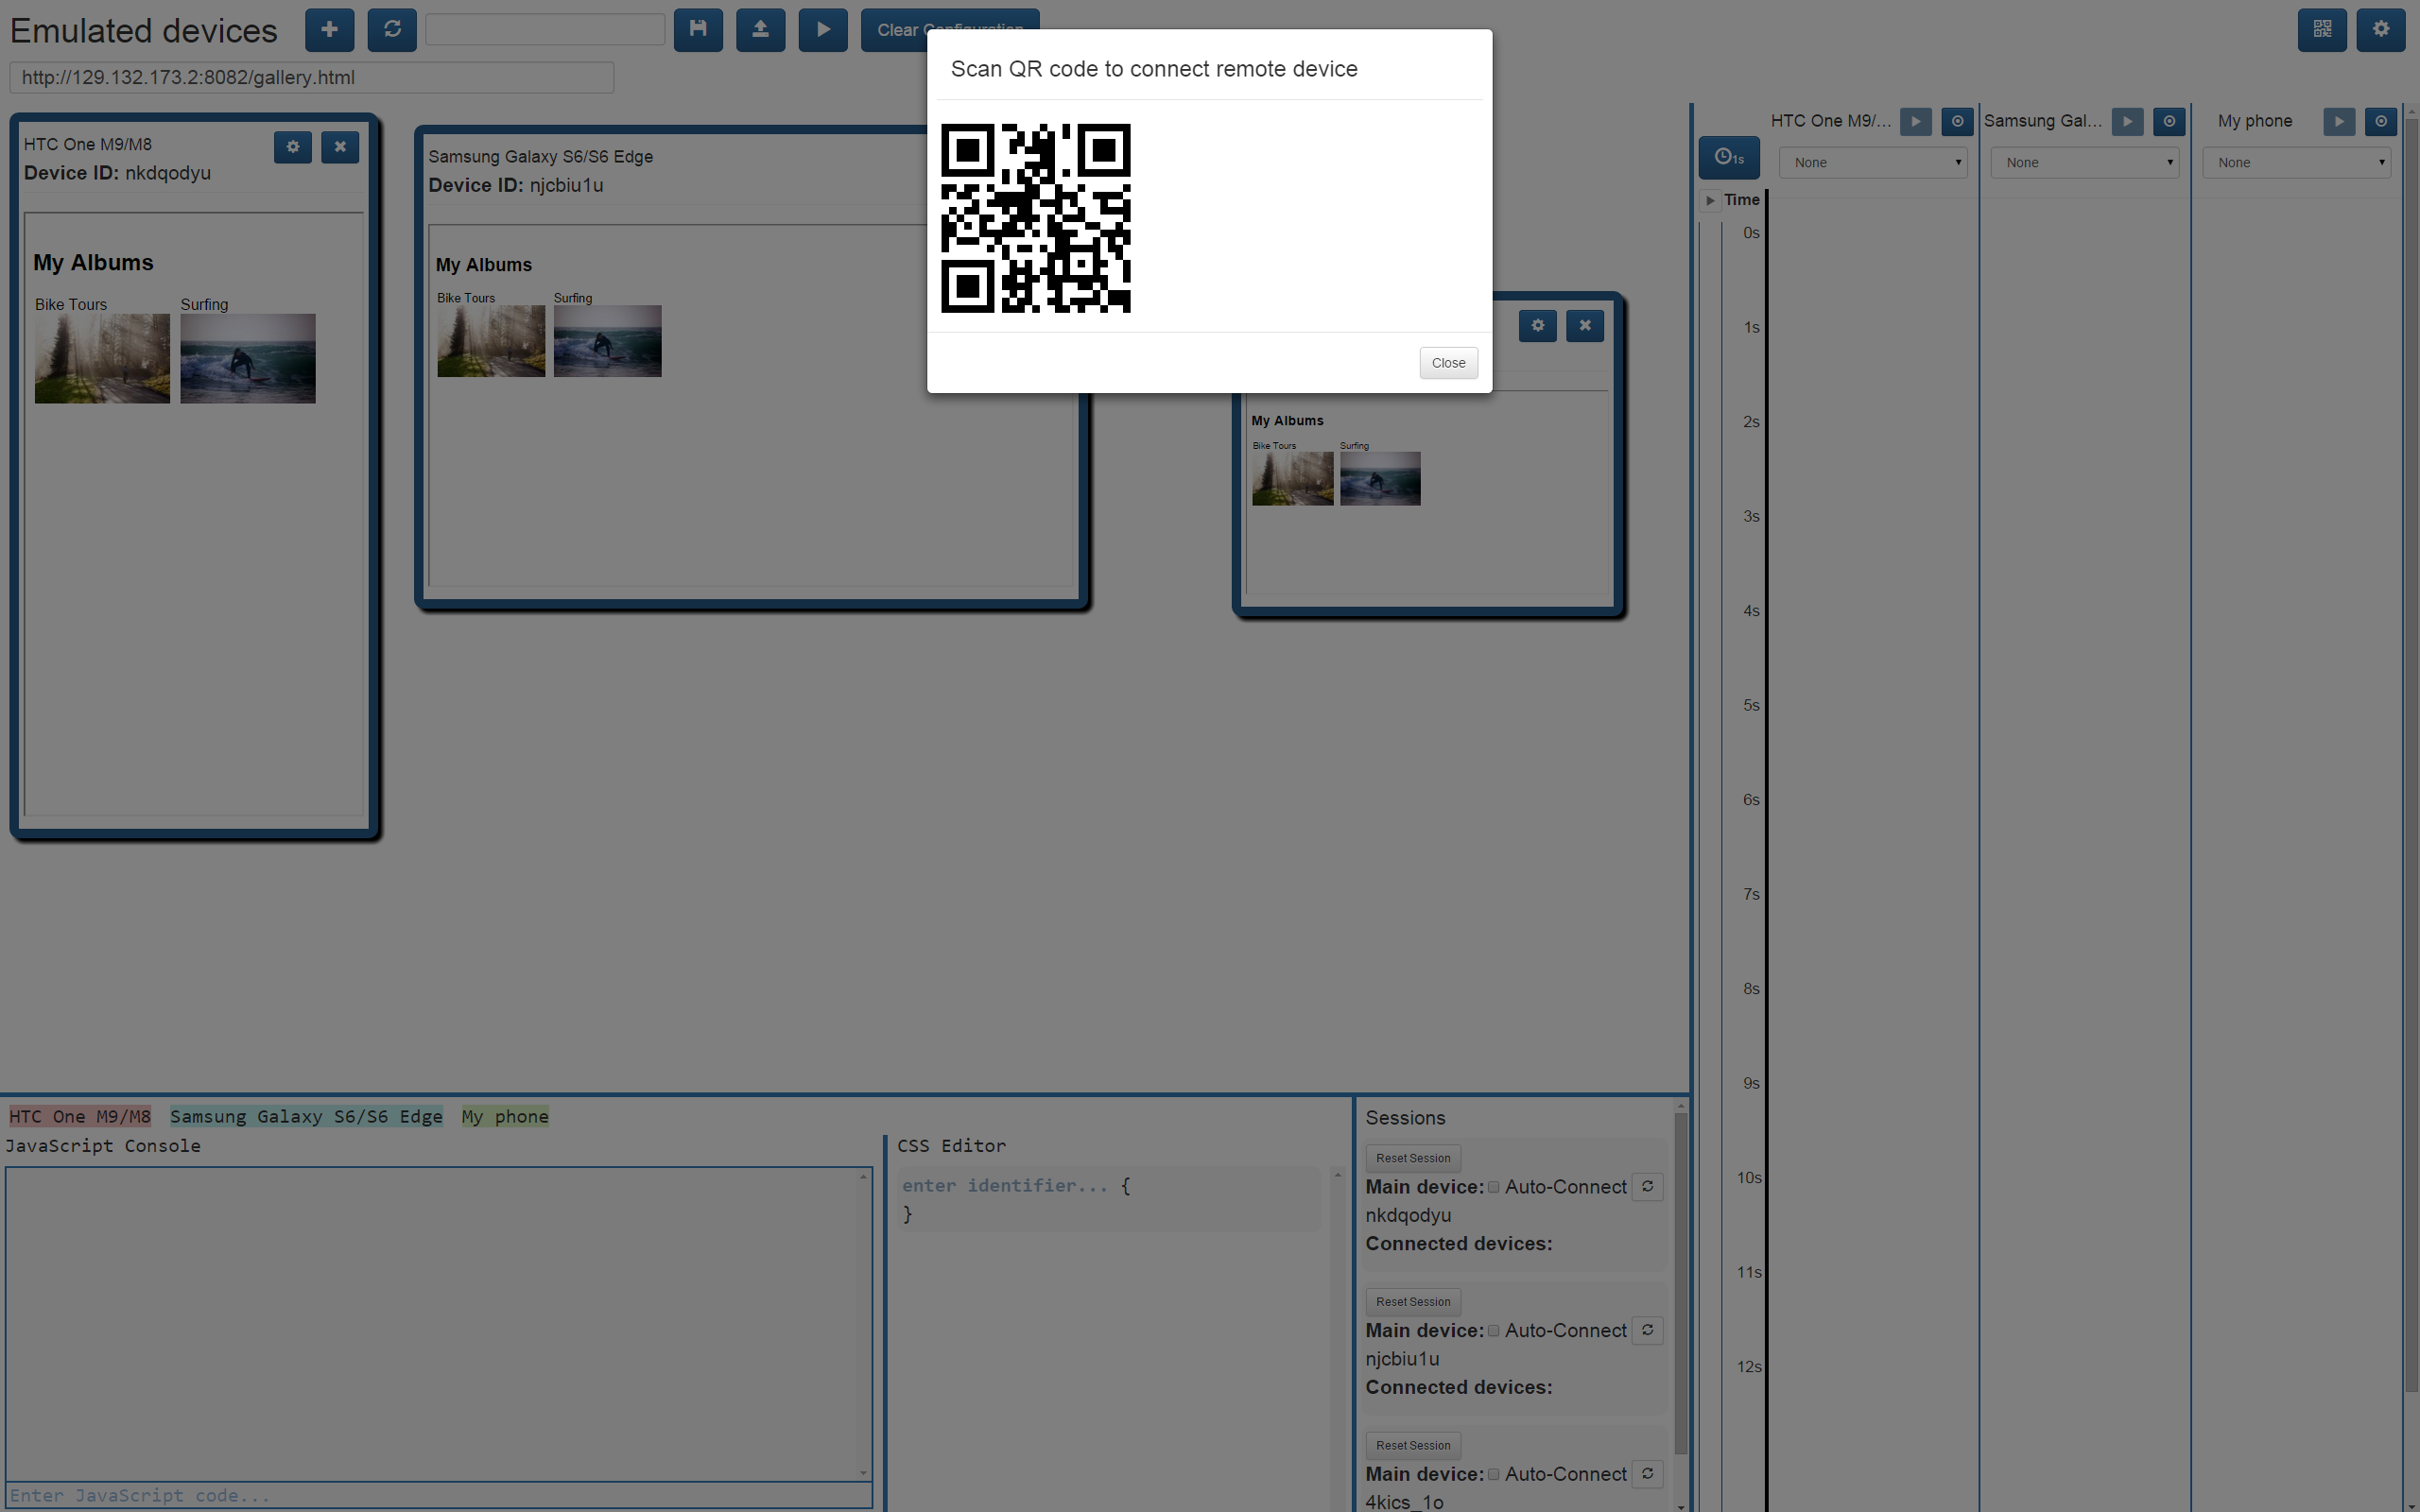 Emulated devices
Clear Configuration
http://129.132.173.2:8082/gallery.html
Scan QR code to connect remote device
Close
HTC One M9/M8
Device ID: nkdqodyu
My Albums
Bike Tours
Surfing
Samsung Galaxy S6/S6 Edge
Device ID: njcbiu1u
My Albums
Bike Tours
Surfing
My Albums
Bike Tours
Surfing
HTC One M9/...
Samsung Gal...
My phone
1s
None
None
None
Time
0s
1s
2s
3s
4s
5s
6s
7s
8s
9s
10s
11s
12s
HTC One M9/M8 Samsung Galaxy S6/S6 Edge My phone
JavaScript Console
Enter JavaScript code...
CSS Editor
enter identifier... {
}
Sessions
Reset Session
Main device: Auto-Connect
nkdqodyu
Connected devices:
Reset Session
Main device: Auto-Connect
njcbiu1u
Connected devices:
Reset Session
Main device: Auto-Connect
4kics_1o